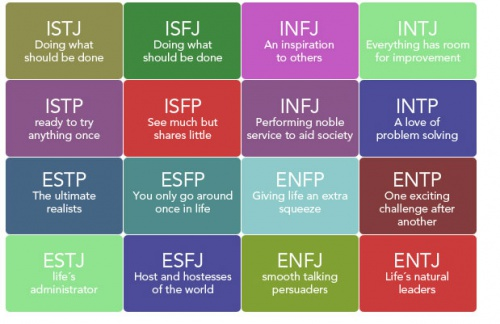 ISTJ
Doing what
should be done
ISFJ
Doing what
should be done
INFJ
An inspiration
to others
INTJ
Everything has room
for improvement
ISTP
ready to try
anything once
ISFP
See much but
shares little
INFJ
Performing noble
service to aid society
INTP
A love of
problem solving
ESTP
The ultimate
realists
ESFP
You only go around
once in life
ENFP
Giving life an extra
squeeze
ENTP
One exciting
challenge after
another
ESTJ
life's
administrator
ESFJ
Host and hostesses
of the world
ENFJ
smooth talking
persuaders
ENTJ
Life's natural
leaders